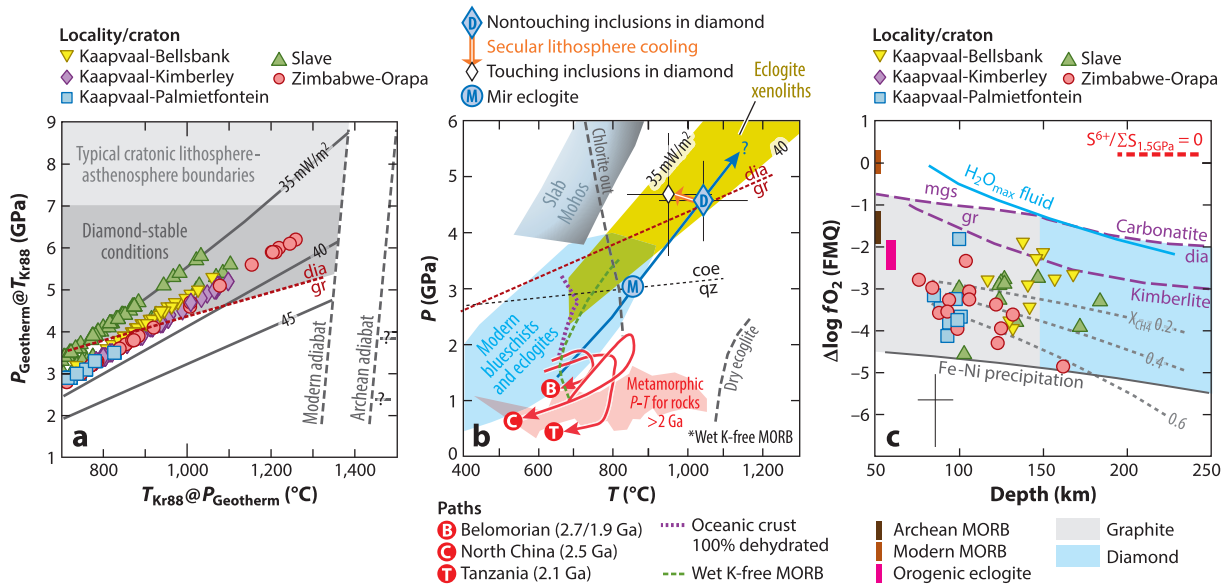 Locality/craton
Kaapvaal-Bellsbank
Kaapvaal-Kimberley
Kaapvaal-Palmietfontein
Slave
Zimbabwe-Orapa
9
8
7
6
5
4
3
2
1
P_Geotherm@T_Kr88 (GPa)
Typical cratonic lithosphere–
asthenosphere boundaries
Diamond-stable
conditions
35 mW/m²
40
dia
gr
45
Modern adiabat
Archean adiabat
?
?
a
800
1,000
1,200
1,400
T_Kr88@P_Geotherm (°C)
D
Nontouching inclusions in diamond
Secular lithosphere cooling
Touching inclusions in diamond
M
Mir eclogite
Eclogite
xenoliths
6
5
4
3
2
1
0
P (GPa)
Chlorite out
Slab
Mohos
35 mW/m²
40
?
dia
gr
D
coe
qz
M
Modern
blueschists
and eclogites
Metamorphic
P–T for rocks
>2 Ga
Dry ecoglite
B
C
T
b
*Wet K-free MORB
400
600
800
1,000
1,200
T (°C)
Paths
B
Belomorian (2.7/1.9 Ga)
C
North China (2.5 Ga)
T
Tanzania (2.1 Ga)
Oceanic crust
100% dehydrated
Wet K-free MORB
Locality/craton
Kaapvaal-Bellsbank
Kaapvaal-Kimberley
Kaapvaal-Palmietfontein
Slave
Zimbabwe-Orapa
1
0
−1
−2
−3
−4
−5
−6
Δlog fO₂ (FMQ)
S⁶⁺/∑S₁.₅GPa = 0
H₂Omax fluid
mgs
gr
Carbonatite
dia
Kimberlite
X_CH4 0.2
0.4
0.6
Fe-Ni precipitation
c
50
100
150
200
250
Depth (km)
Archean MORB
Modern MORB
Orogenic eclogite
Graphite
Diamond